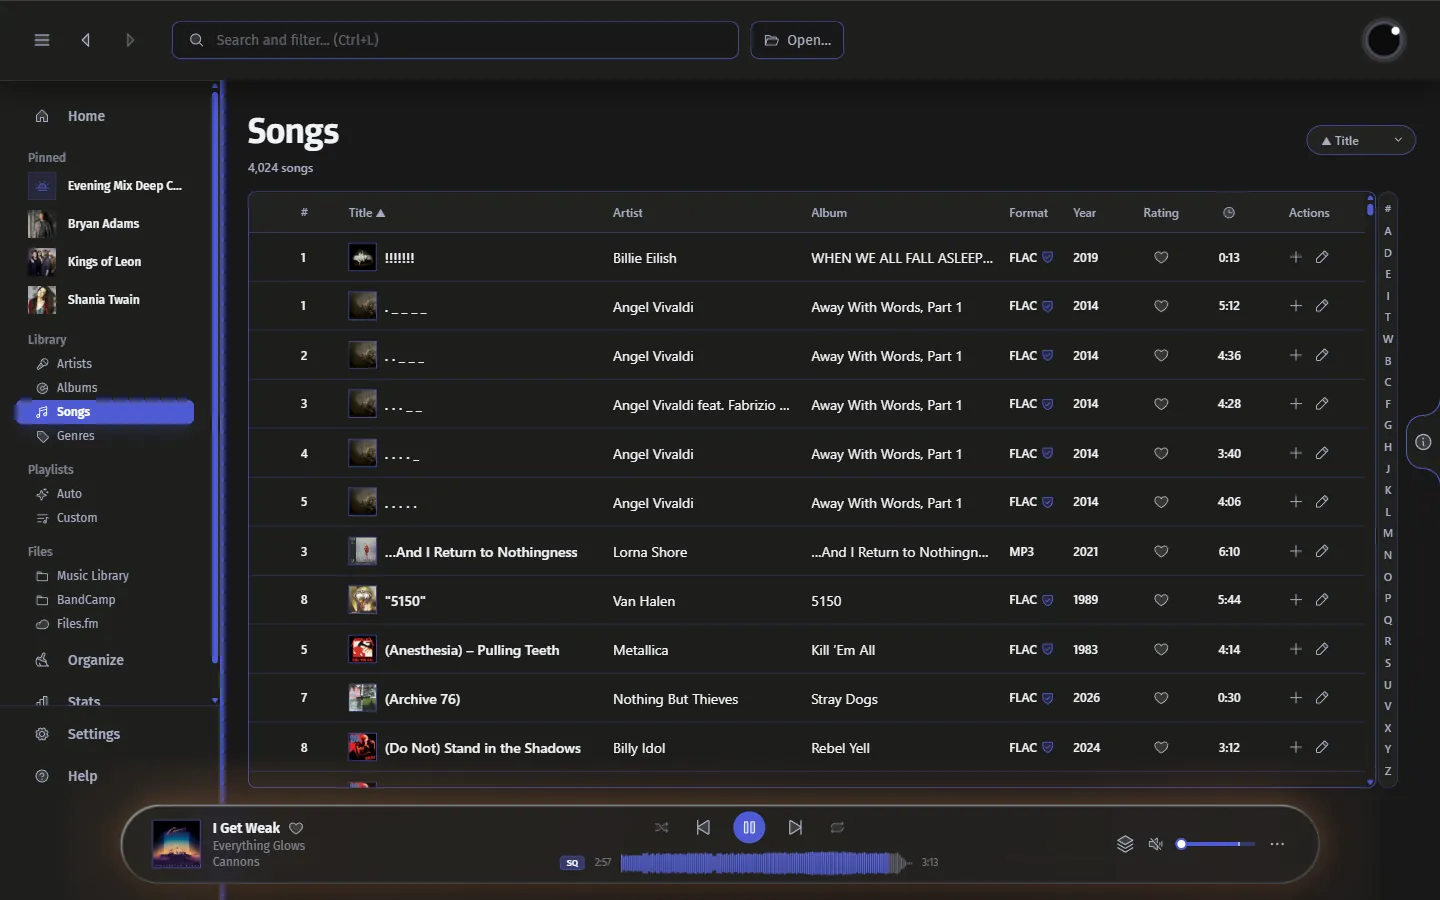 Search and filter... (Ctrl+L)
Open...
Home
Pinned
Evening Mix Deep C...
Bryan Adams
Kings of Leon
Shania Twain
Library
Artists
Albums
Songs
Genres
Playlists
Auto
Custom
Files
Music Library
BandCamp
Files.fm
Organize
Stats
Settings
Help
Songs
4,024 songs
▲ Title
# Title ▲ Artist Album Format Year Rating Actions
1 !!!!!!! Billie Eilish WHEN WE ALL FALL ASLEEP... FLAC 2019 0:13
1 . _ _ _ _ Angel Vivaldi Away With Words, Part 1 FLAC 2014 5:12
2 . . _ _ _ Angel Vivaldi Away With Words, Part 1 FLAC 2014 4:36
3 . . . _ _ Angel Vivaldi feat. Fabrizio ... Away With Words, Part 1 FLAC 2014 4:28
4 . . . . _ Angel Vivaldi Away With Words, Part 1 FLAC 2014 3:40
5 . . . . . Angel Vivaldi Away With Words, Part 1 FLAC 2014 4:06
3 ...And I Return to Nothingness Lorna Shore ...And I Return to Nothingn... MP3 2021 6:10
8 "5150" Van Halen 5150 FLAC 1989 5:44
5 (Anesthesia) – Pulling Teeth Metallica Kill 'Em All FLAC 1983 4:14
7 (Archive 76) Nothing But Thieves Stray Dogs FLAC 2026 0:30
8 (Do Not) Stand in the Shadows Billy Idol Rebel Yell FLAC 2024 3:12
#
A
D
E
I
T
W
B
C
F
G
H
J
K
L
M
N
O
P
Q
R
S
U
V
X
Y
Z
I Get Weak
Everything Glows
Cannons
SQ 2:57 3:13